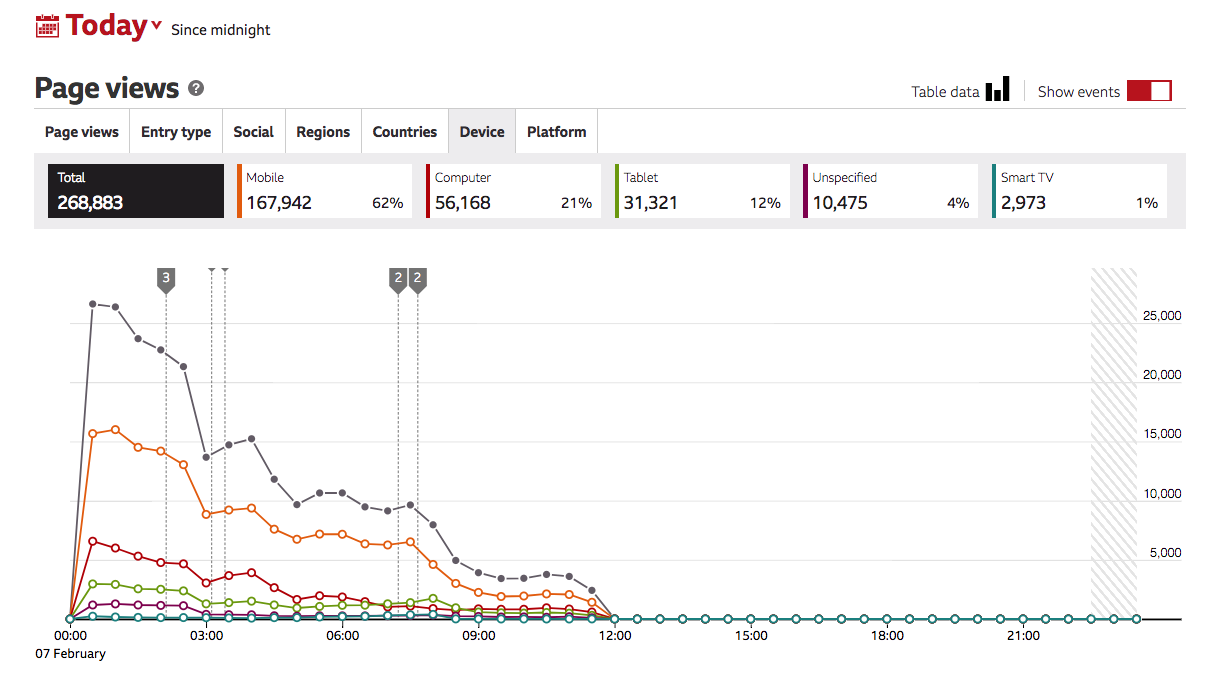 Today Since midnight
Page views ?
Table data Show events
Page views Entry type Social Regions Countries Device Platform
Total Mobile Computer Tablet Unspecified Smart TV
268,883 167,942 62% 56,168 21% 31,321 12% 10,475 4% 2,973 1%
3 2 2
25,000
20,000
15,000
10,000
5,000
00:00 03:00 06:00 09:00 12:00 15:00 18:00 21:00
07 February